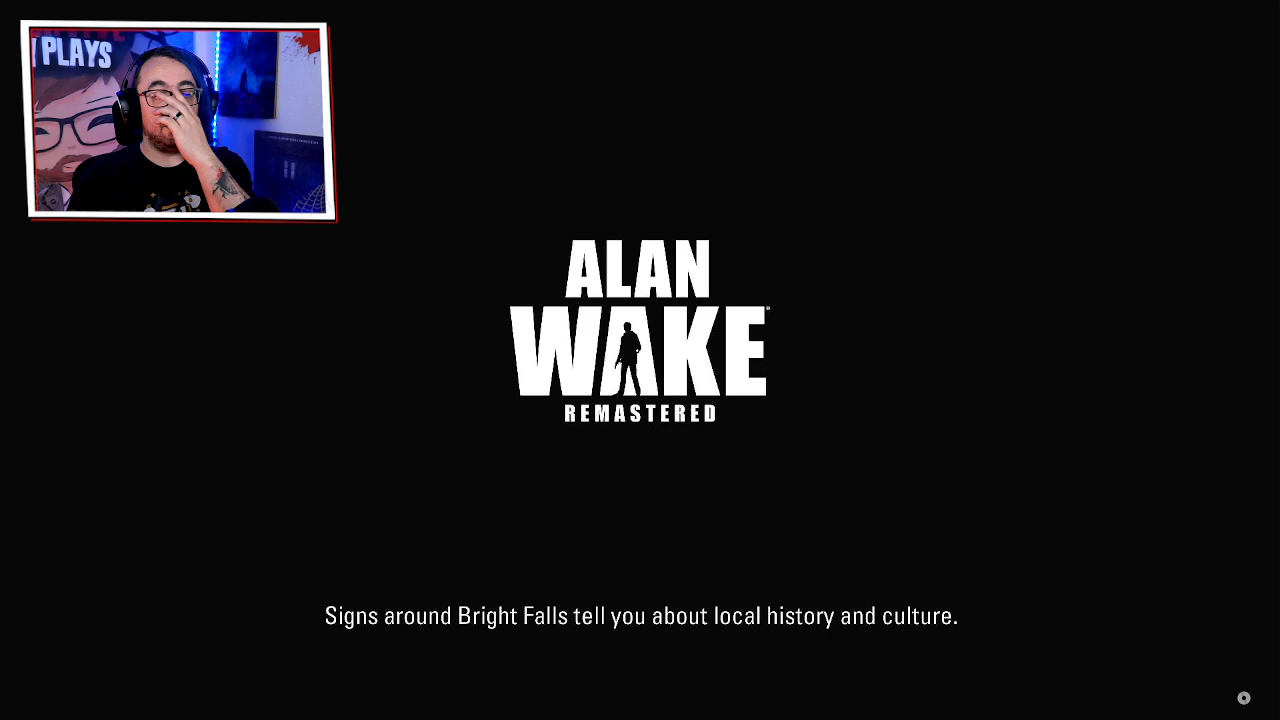 PLAYS
ALAN
WAKE
REMASTERED
Signs around Bright Falls tell you about local history and culture.